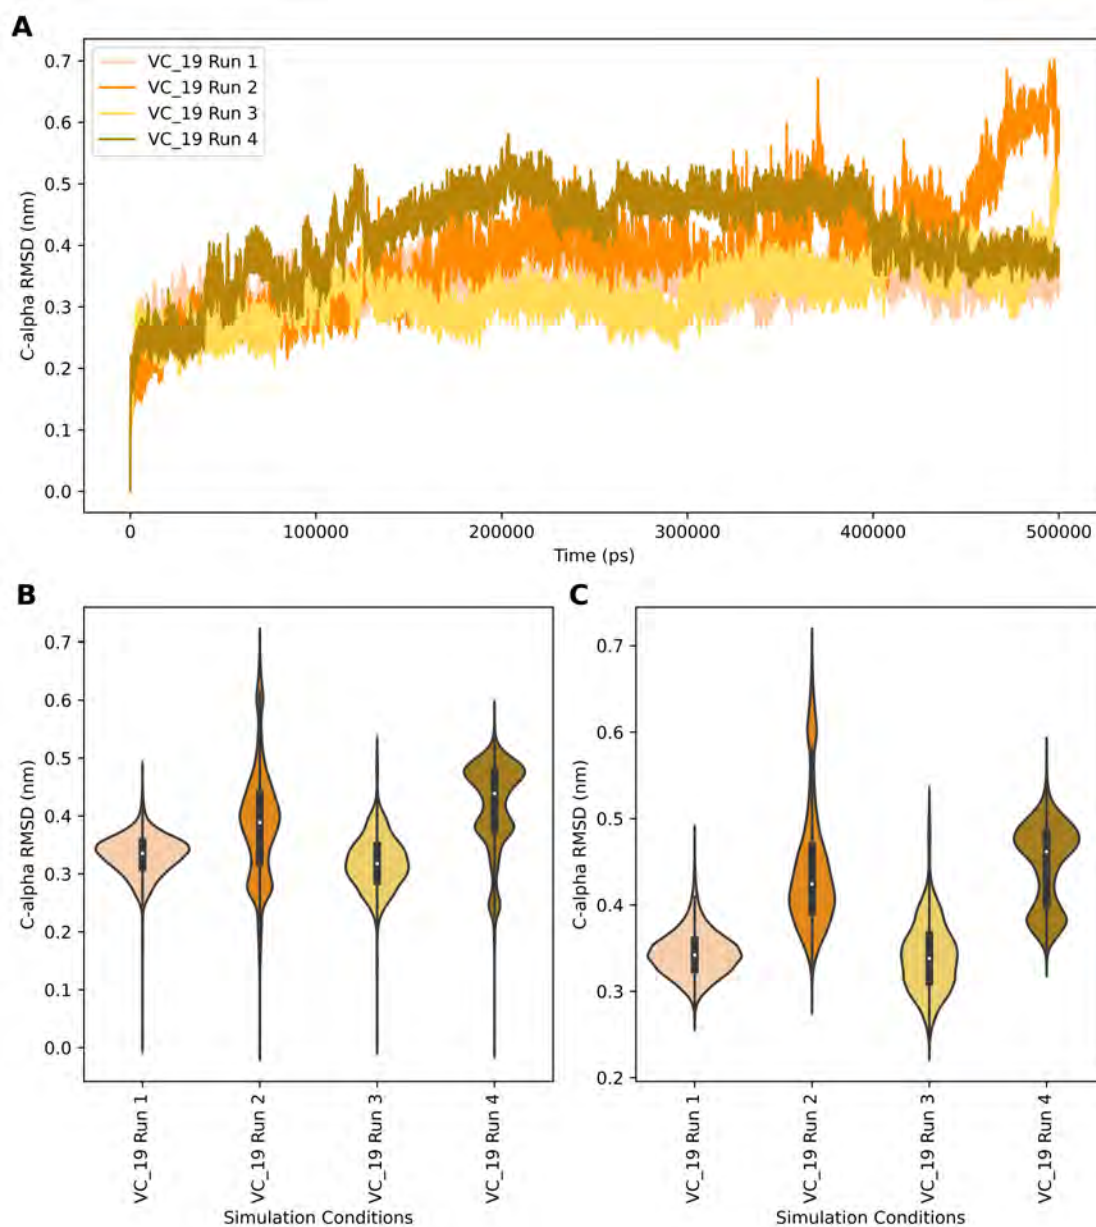 A
VC_19 Run 1
VC_19 Run 2
VC_19 Run 3
VC_19 Run 4
C-alpha RMSD (nm)
0.7
0.6
0.5
0.4
0.3
0.2
0.1
0.0
0 100000 200000 300000 400000 500000
Time (ps)
B
C-alpha RMSD (nm)
0.7
0.6
0.5
0.4
0.3
0.2
0.1
0.0
VC_19 Run 1
VC_19 Run 2
VC_19 Run 3
VC_19 Run 4
Simulation Conditions
C
C-alpha RMSD (nm)
0.7
0.6
0.5
0.4
0.3
0.2
VC_19 Run 1
VC_19 Run 2
VC_19 Run 3
VC_19 Run 4
Simulation Conditions